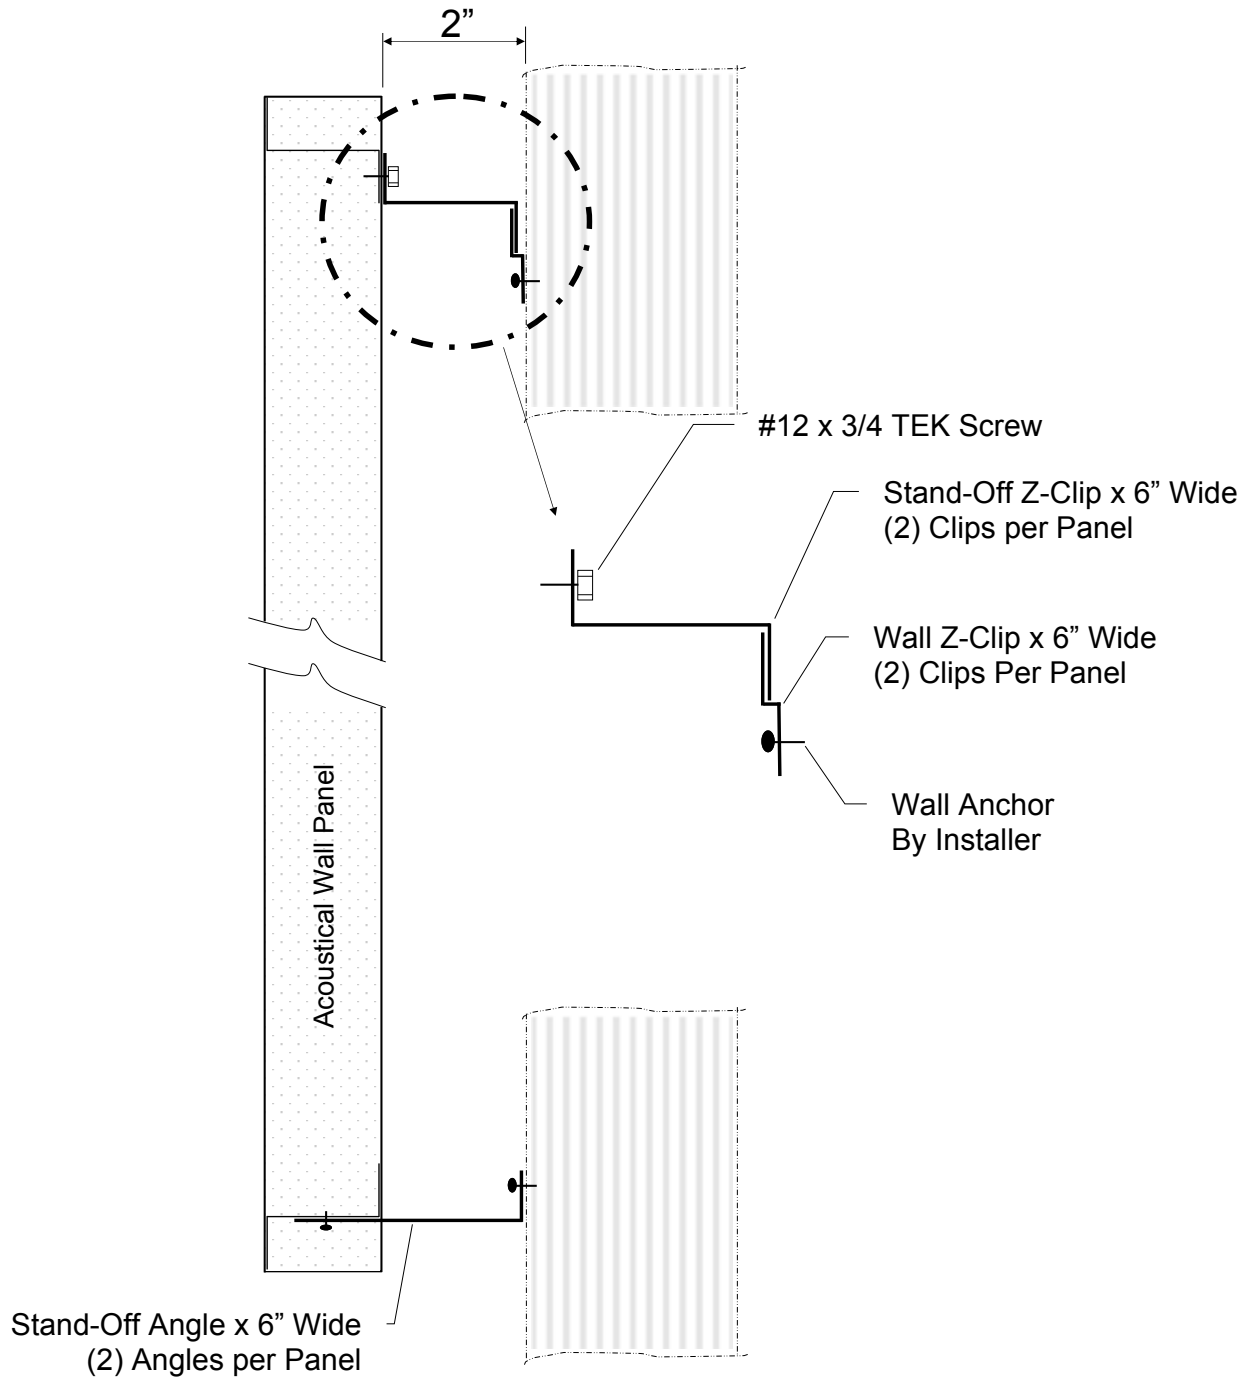 2”
#12 x 3/4 TEK Screw
Stand-Off Z-Clip x 6” Wide
(2) Clips per Panel
Wall Z-Clip x 6” Wide
(2) Clips Per Panel
Wall Anchor
By Installer
Acoustical Wall Panel
Stand-Off Angle x 6” Wide
(2) Angles per Panel